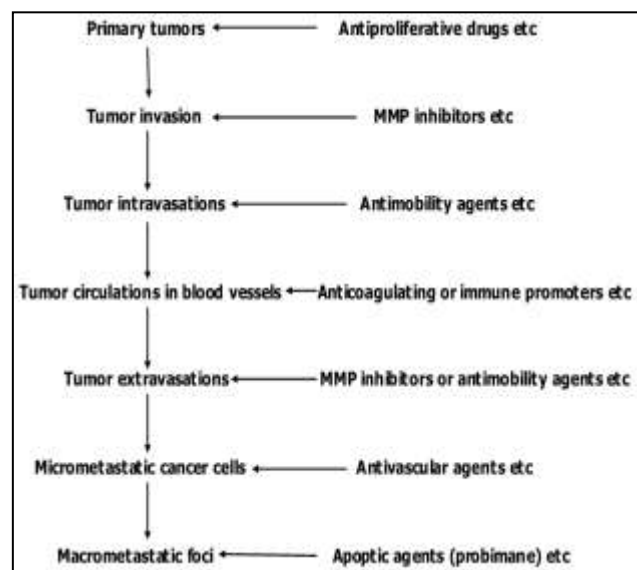 Primary tumors Antiproliferative drugs etc
Tumor invasion MMP inhibitors etc
Tumor intravasations Antimobility agents etc
Tumor circulations in blood vessels Anticoagulating or immune promoters etc
Tumor extravasations MMP inhibitors or antimobility agents etc
Micrometastatic cancer cells Antivascular agents etc
Macrometastatic foci Apoptic agents (probimane) etc